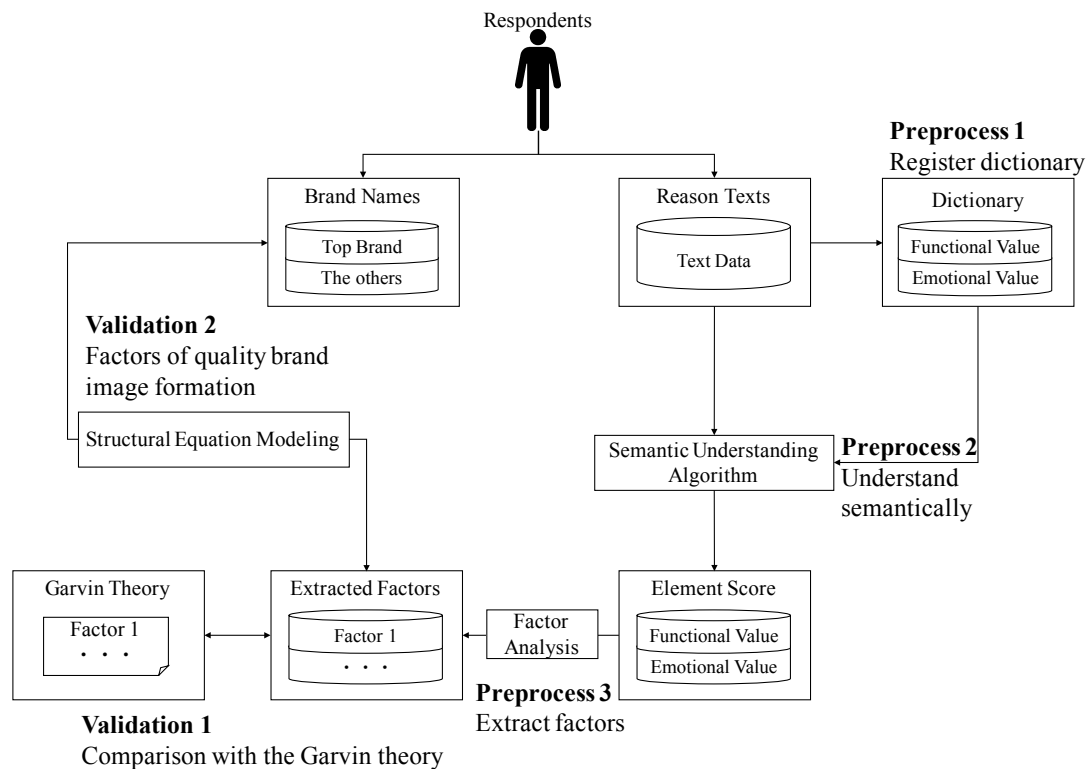 Respondents
Preprocess 1
Register dictionary
Brand Names
Top Brand
The others
Reason Texts
Text Data
Dictionary
Functional Value
Emotional Value
Validation 2
Factors of quality brand
image formation
Structural Equation Modeling
Semantic Understanding
Algorithm
Preprocess 2
Understand
semantically
Garvin Theory
Factor 1
・・・
Extracted Factors
Factor 1
・・・
Factor
Analysis
Element Score
Functional Value
Emotional Value
Preprocess 3
Extract factors
Validation 1
Comparison with the Garvin theory